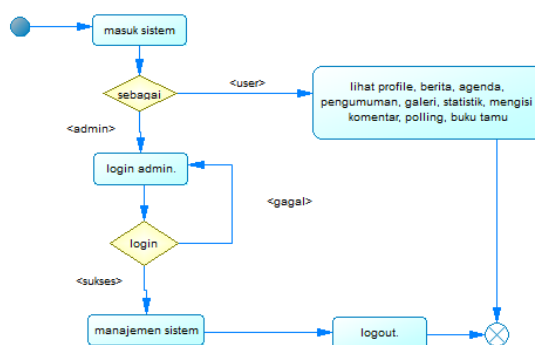 masuk sistem
sebagai
<user>
lihat profile, berita, agenda,
pengumuman, galeri, statistik, mengisi
komentar, polling, buku tamu
<admin>
login admin.
<gagal>
login
<sukses>
manajemen sistem
logout.